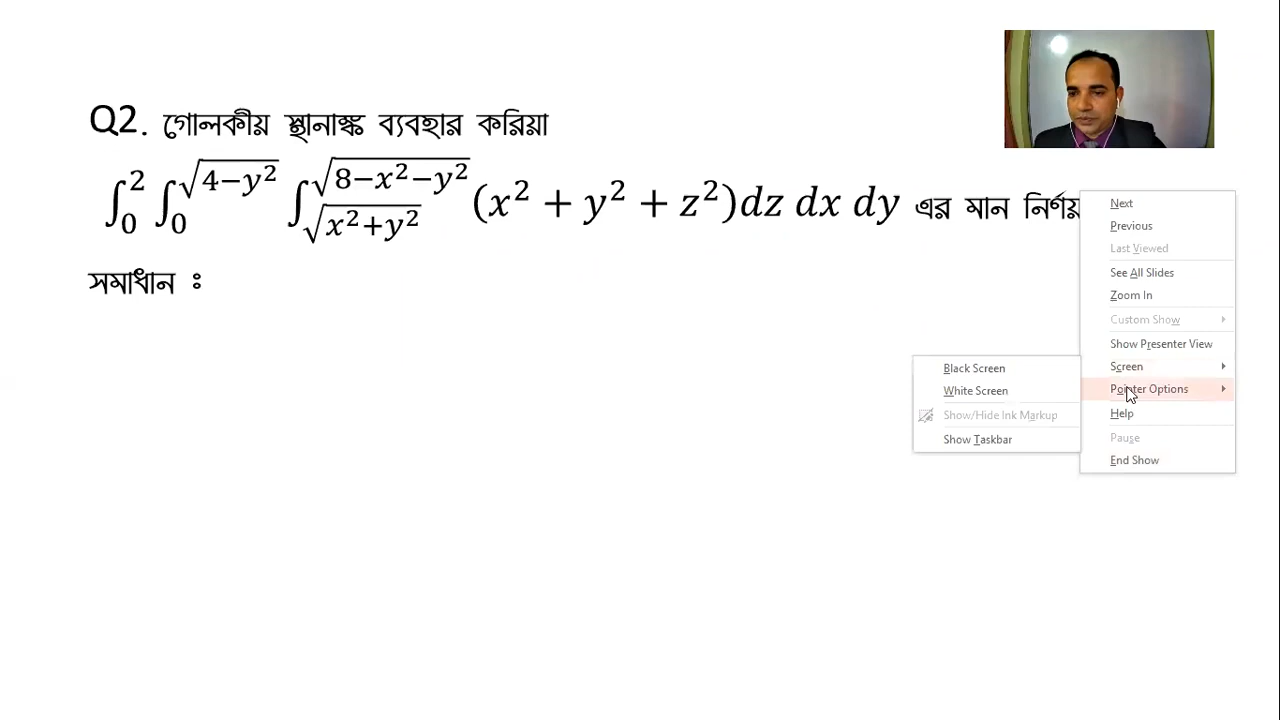 Q2. গোলকীয় স্থানাঙ্ক ব্যবহার করিয়া
∫₀² ∫₀^√(4−y²) ∫_√(x²+y²)^√(8−x²−y²) (x² + y² + z²)dz dx dy এর মান নির্ণয়
সমাধান ঃ
Next
Previous
Last Viewed
See All Slides
Zoom In
Custom Show
Show Presenter View
Screen
Pointer Options
Help
Pause
End Show
Black Screen
White Screen
Show/Hide Ink Markup
Show Taskbar